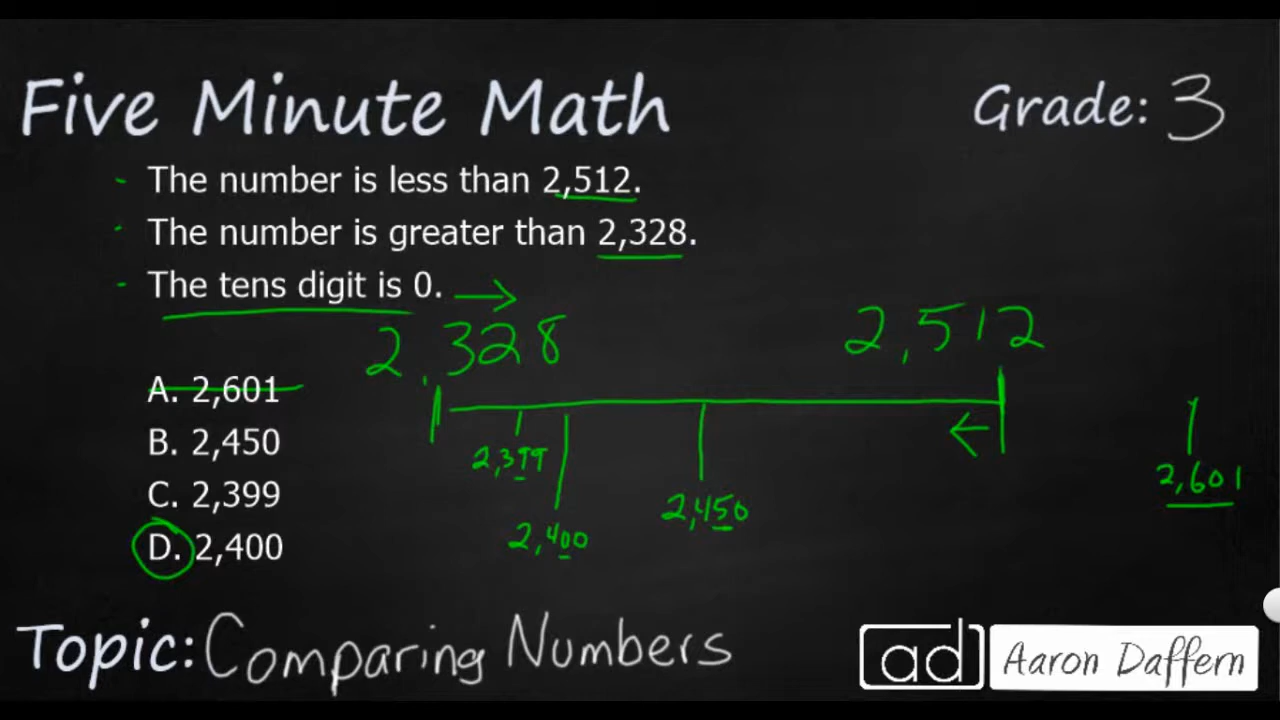 Five Minute Math
Grade: 3
- The number is less than 2,512.
- The number is greater than 2,328.
- The tens digit is 0.
2,328
2,512
A. 2,601
B. 2,450
C. 2,399
D. 2,400
2,399
2,400
2,450
2,601
Topic: Comparing Numbers
ad Aaron Daffern